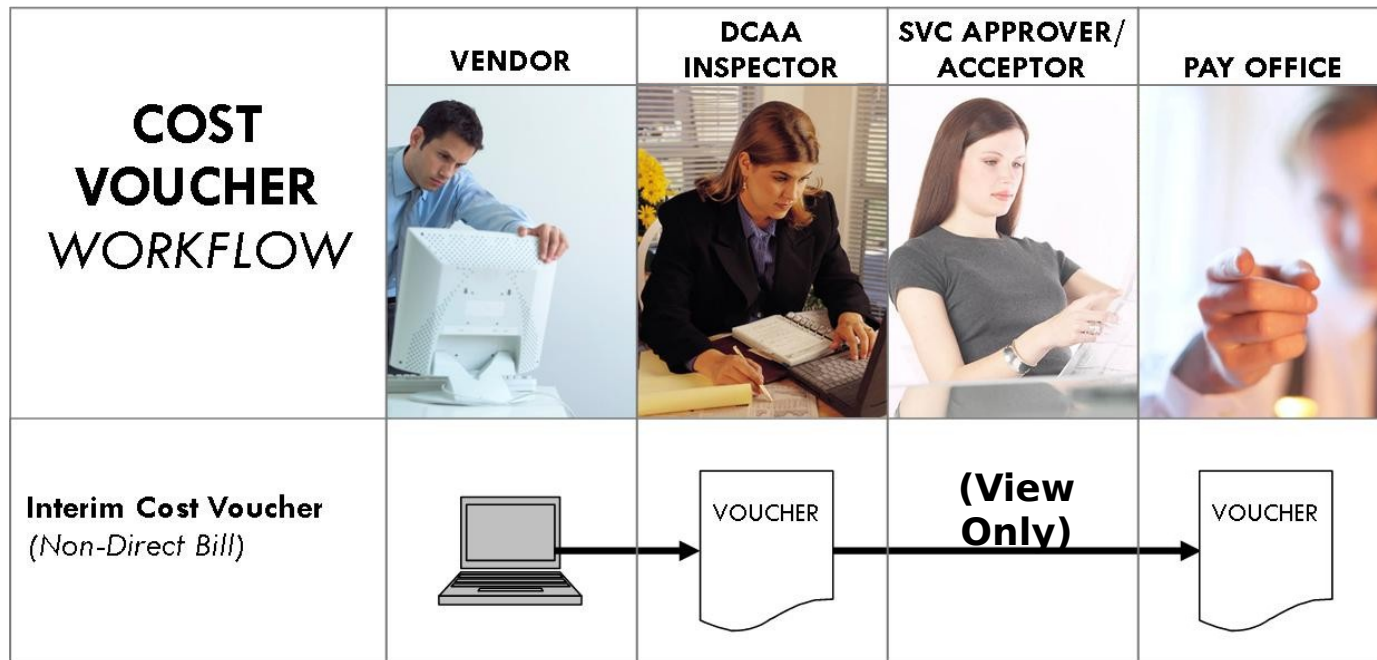 COST
VOUCHER
WORKFLOW
VENDOR
DCAA
INSPECTOR
SVC APPROVER/
ACCEPTOR
PAY OFFICE
Interim Cost Voucher
(Non-Direct Bill)
VOUCHER
(View
Only)
VOUCHER